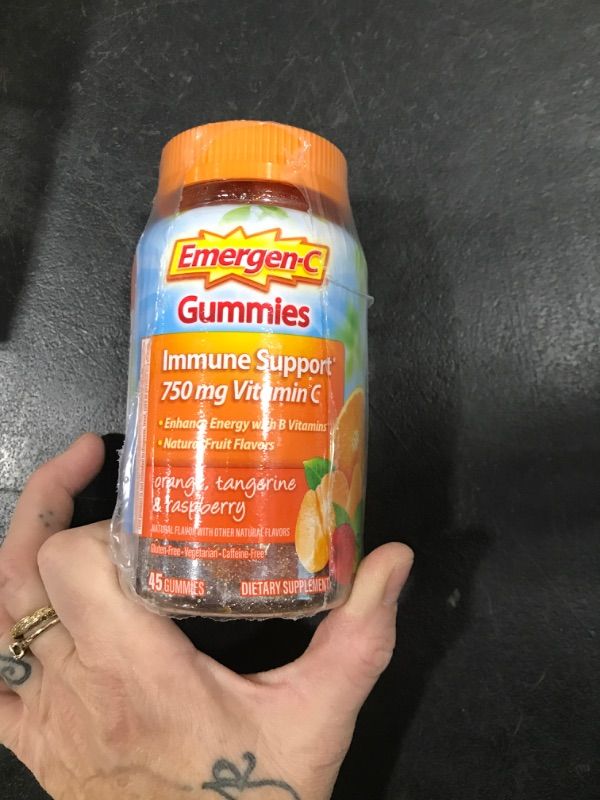 Emergen-C
Gummies
Immune Support*
750 mg Vitamin C
• Enhance Energy with B Vitamins*
• Natural Fruit Flavors
orange, tangerine
& raspberry
NATURAL FLAVOR WITH OTHER NATURAL FLAVORS
Gluten-Free • Vegetarian • Caffeine-Free†
45 GUMMIES
DIETARY SUPPLEMENT